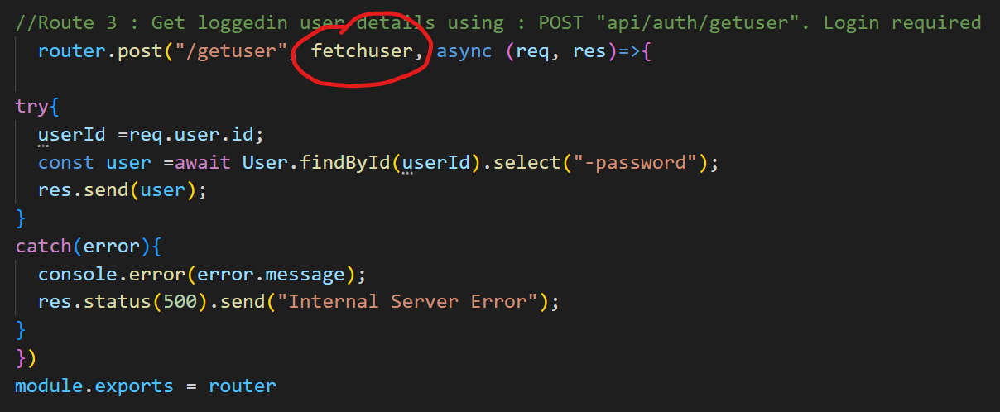 //Route 3 : Get loggedin user details using : POST "api/auth/getuser". Login required
router.post("/getuser", fetchuser, async (req, res)=>{
try{
userId =req.user.id;
const user =await User.findById(userId).select("-password");
res.send(user);
}
catch(error){
console.error(error.message);
res.status(500).send("Internal Server Error");
}
})
module.exports = router